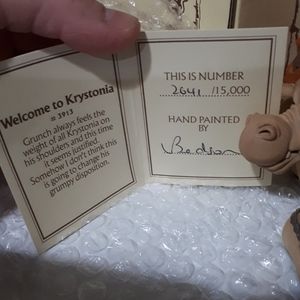 Welcome to Krystonia
# 3913
Grunch always feels the
weight of all Krystonia on
his shoulders and this time
it seems justified.
Somehow I don't think this
is going to change his
grumpy disposition.
THIS IS NUMBER
2641 /15,000
HAND PAINTED
BY